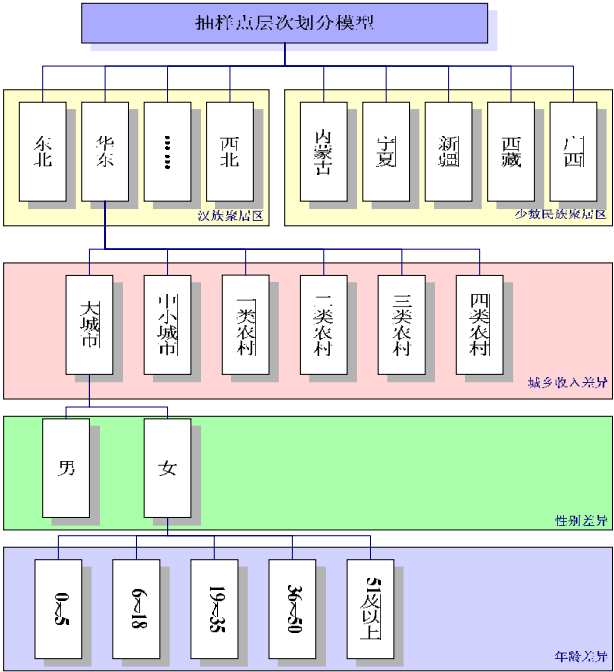 抽样点层次划分模型
东北
华东
……
西北
内蒙古
宁夏
新疆
西藏
广西
汉族聚居区
少数民族聚居区
大城市
中小城市
一类农村
二类农村
三类农村
四类农村
城乡收入差异
男
女
性别差异
0~5
6~18
19~35
36~50
51及以上
年龄差异